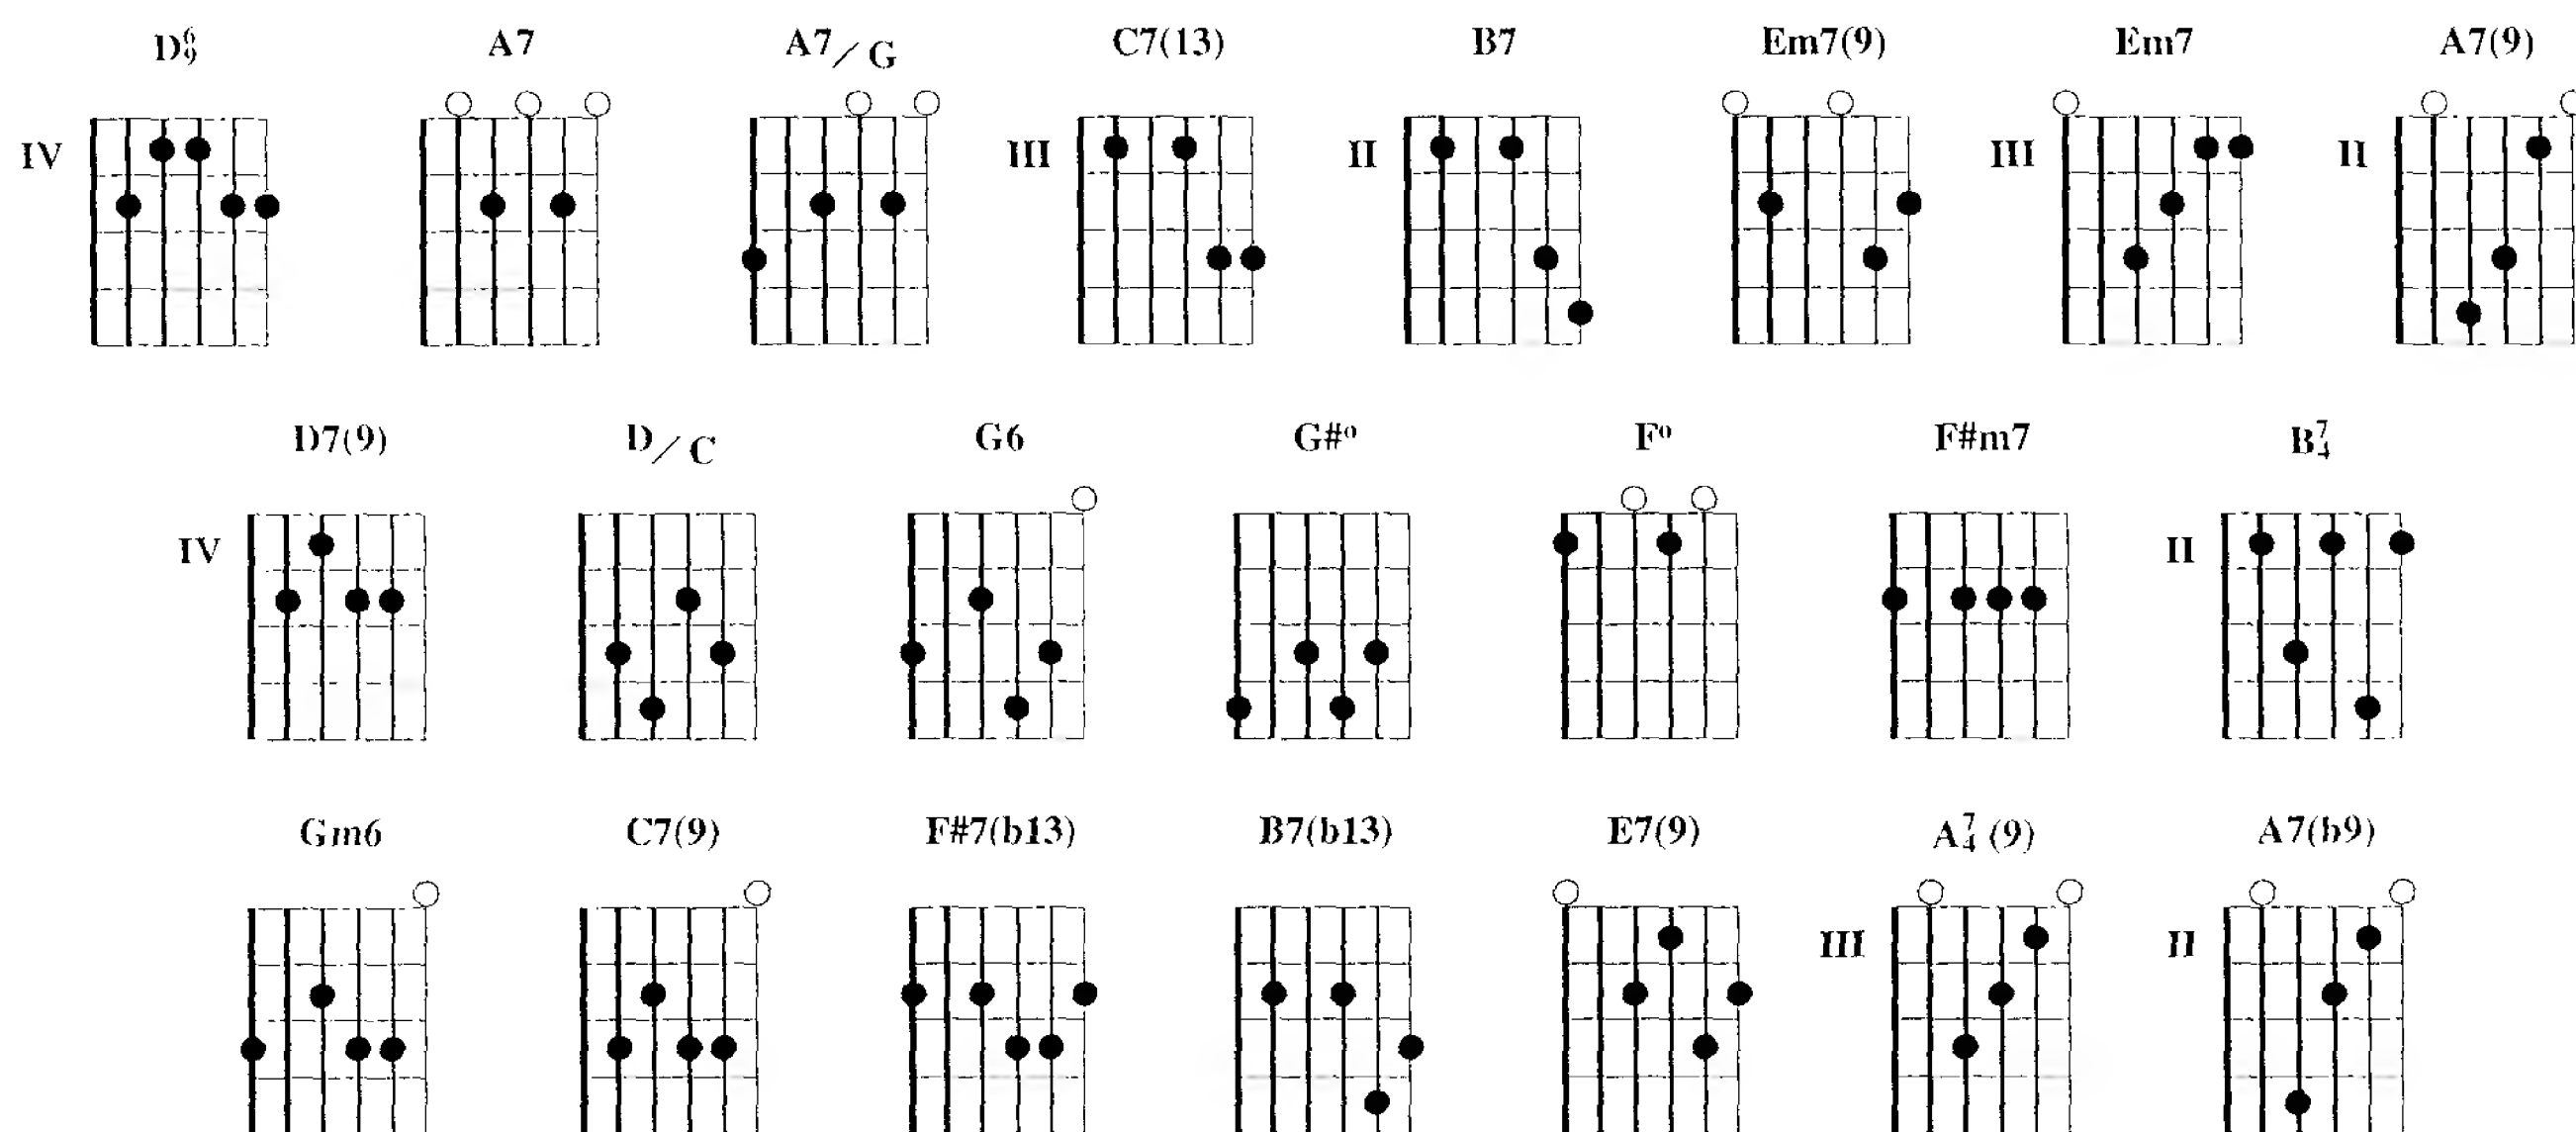 D6/9 A7 A7/G C7(13) B7 Em7(9) Em7 A7(9)
IV III II III II
D7(9) D/C G6 G#º Fº F#m7 B7/4
IV II
Gm6 C7(9) F#7(b13) B7(b13) E7(9) A7/4(9) A7(b9)
III II